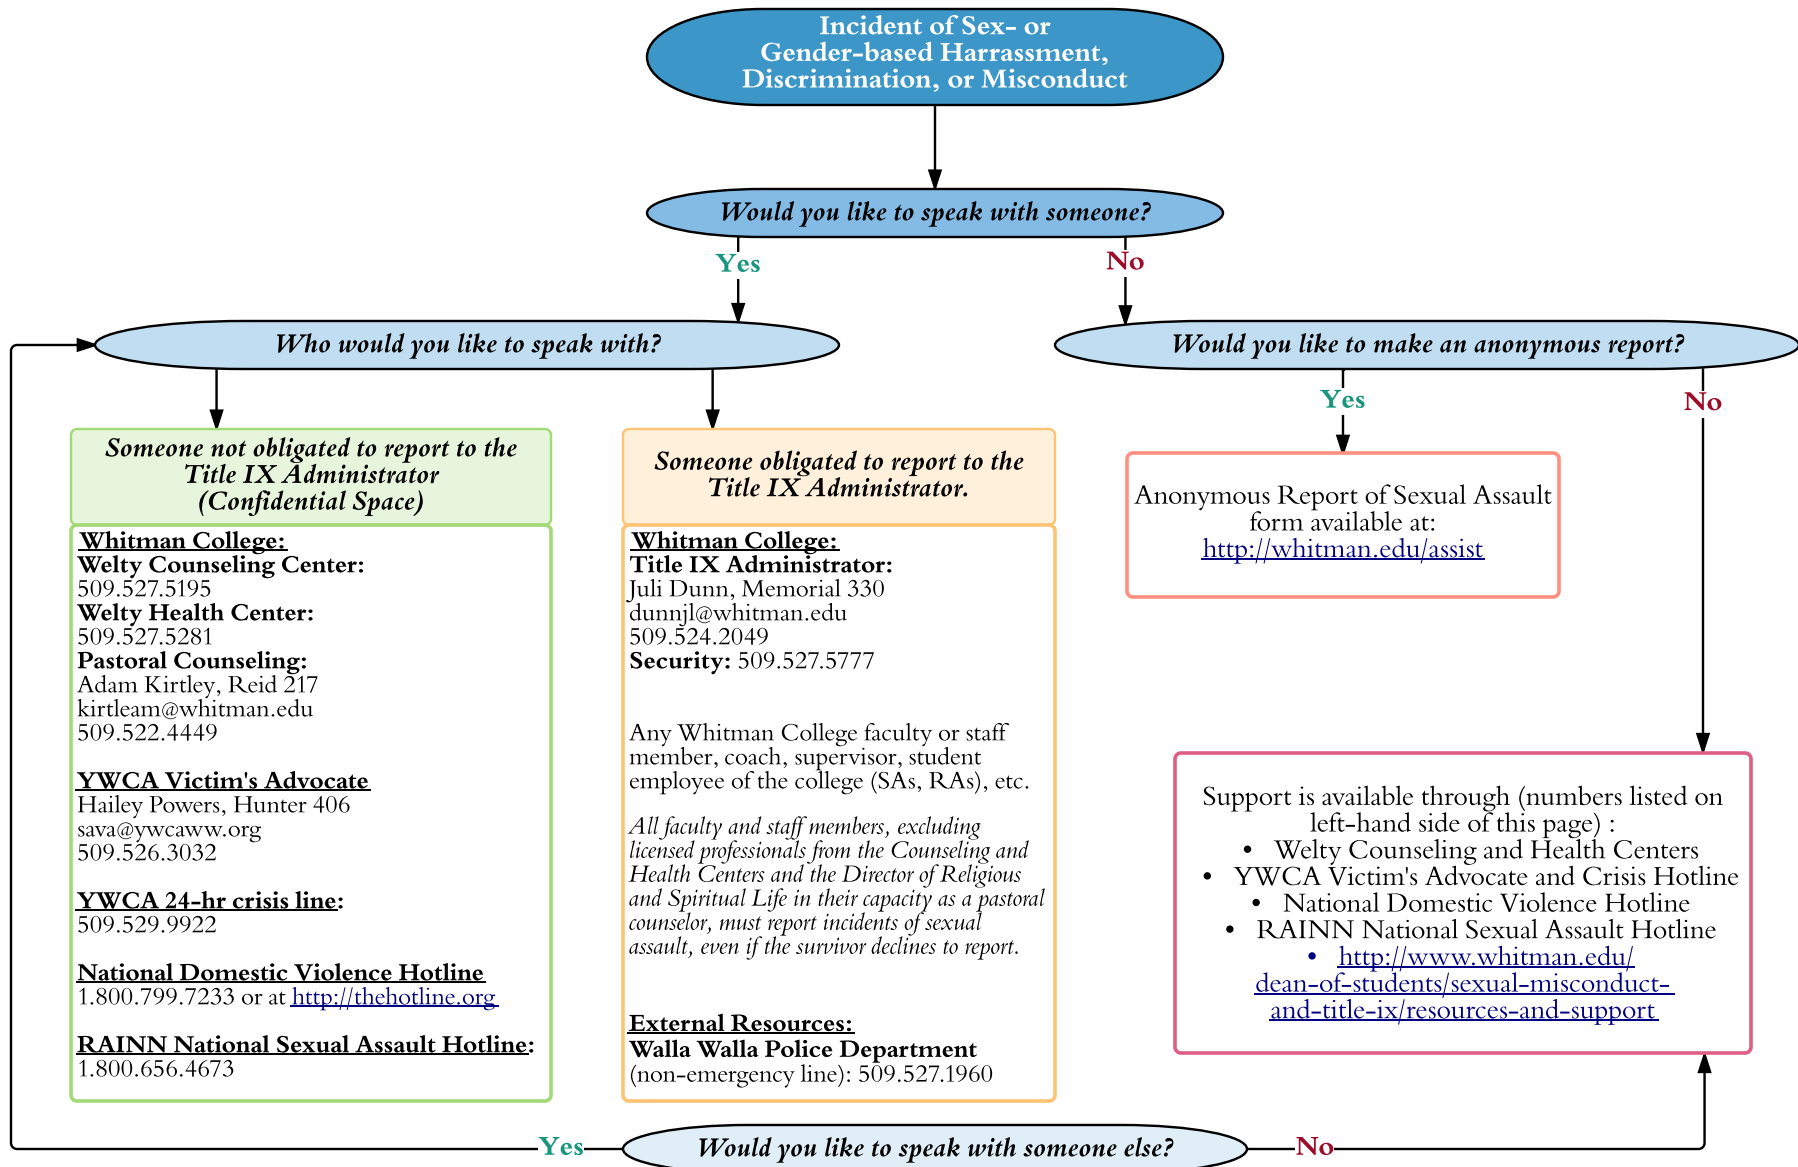 Incident of Sex- or
Gender-based Harrassment,
Discrimination, or Misconduct
Would you like to speak with someone?
Yes
No
Who would you like to speak with?
Would you like to make an anonymous report?
Yes
No
Someone not obligated to report to the
Title IX Administrator
(Confidential Space)
Whitman College:
Welty Counseling Center:
509.527.5195
Welty Health Center:
509.527.5281
Pastoral Counseling:
Adam Kirtley, Reid 217
kirtleam@whitman.edu
509.522.4449
YWCA Victim's Advocate
Hailey Powers, Hunter 406
sava@ywcaww.org
509.526.3032
YWCA 24-hr crisis line:
509.529.9922
National Domestic Violence Hotline
1.800.799.7233 or at http://thehotline.org
RAINN National Sexual Assault Hotline:
1.800.656.4673
Someone obligated to report to the
Title IX Administrator.
Whitman College:
Title IX Administrator:
Juli Dunn, Memorial 330
dunnjl@whitman.edu
509.524.2049
Security: 509.527.5777
Any Whitman College faculty or staff
member, coach, supervisor, student
employee of the college (SAs, RAs), etc.
All faculty and staff members, excluding
licensed professionals from the Counseling and
Health Centers and the Director of Religious
and Spiritual Life in their capacity as a pastoral
counselor, must report incidents of sexual
assault, even if the survivor declines to report.
External Resources:
Walla Walla Police Department
(non-emergency line): 509.527.1960
Anonymous Report of Sexual Assault
form available at:
http://whitman.edu/assist
Support is available through (numbers listed on
left-hand side of this page) :
• Welty Counseling and Health Centers
• YWCA Victim's Advocate and Crisis Hotline
• National Domestic Violence Hotline
• RAINN National Sexual Assault Hotline
• http://www.whitman.edu/
dean-of-students/sexual-misconduct-
and-title-ix/resources-and-support
Yes
Would you like to speak with someone else?
No